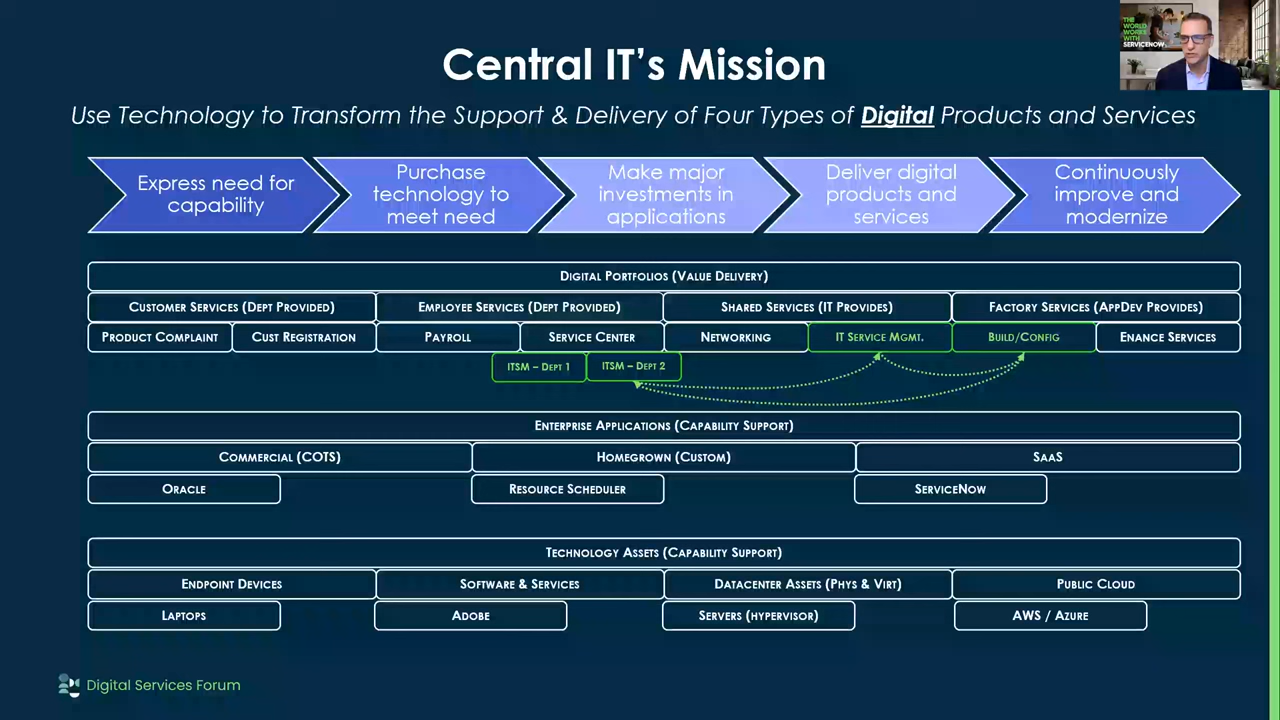 THE
WORLD
WORKS
WITH
SERVICENOW
Central IT's Mission
Use Technology to Transform the Support & Delivery of Four Types of Digital Products and Services
Express need for
capability
Purchase
technology to
meet need
Make major
investments in
applications
Deliver digital
products and
services
Continuously
improve and
modernize
Digital Portfolios (Value Delivery)
Customer Services (Dept Provided)
Employee Services (Dept Provided)
Shared Services (IT Provides)
Factory Services (AppDev Provides)
Product Complaint
Cust Registration
Payroll
Service Center
Networking
IT Service Mgmt.
Build/Config
Enance Services
ITSM – Dept 1
ITSM – Dept 2
Enterprise Applications (Capability Support)
Commercial (COTS)
Homegrown (Custom)
SaaS
Oracle
Resource Scheduler
ServiceNow
Technology Assets (Capability Support)
Endpoint Devices
Software & Services
Datacenter Assets (Phys & Virt)
Public Cloud
Laptops
Adobe
Servers (hypervisor)
AWS / Azure
Digital Services Forum